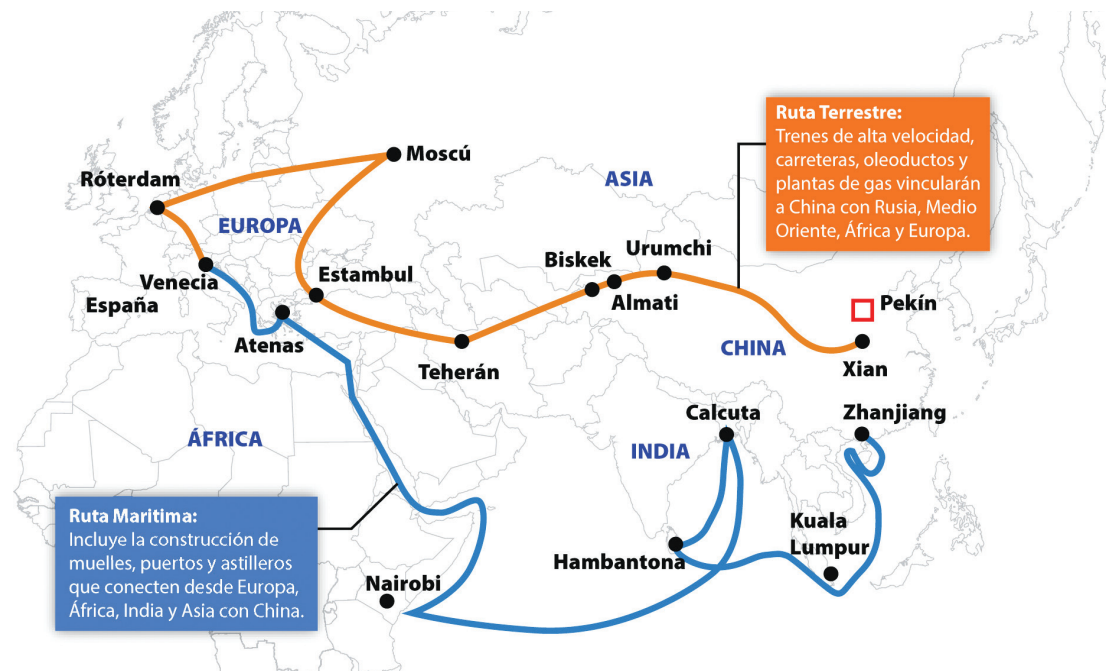 Ruta Terrestre:
Trenes de alta velocidad,
carreteras, oleoductos y
plantas de gas vincularán
a China con Rusia, Medio
Oriente, África y Europa.
Moscú
Róterdam
ASIA
EUROPA
Urumchi
Biskek
Venecia
Estambul
España
Almati
Pekín
Atenas
Teherán
CHINA
Xian
Calcuta
Zhanjiang
ÁFRICA
INDIA
Ruta Maritima:
Incluye la construcción de
muelles, puertos y astilleros
que conecten desde Europa,
África, India y Asia con China.
Kuala
Lumpur
Hambantona
Nairobi